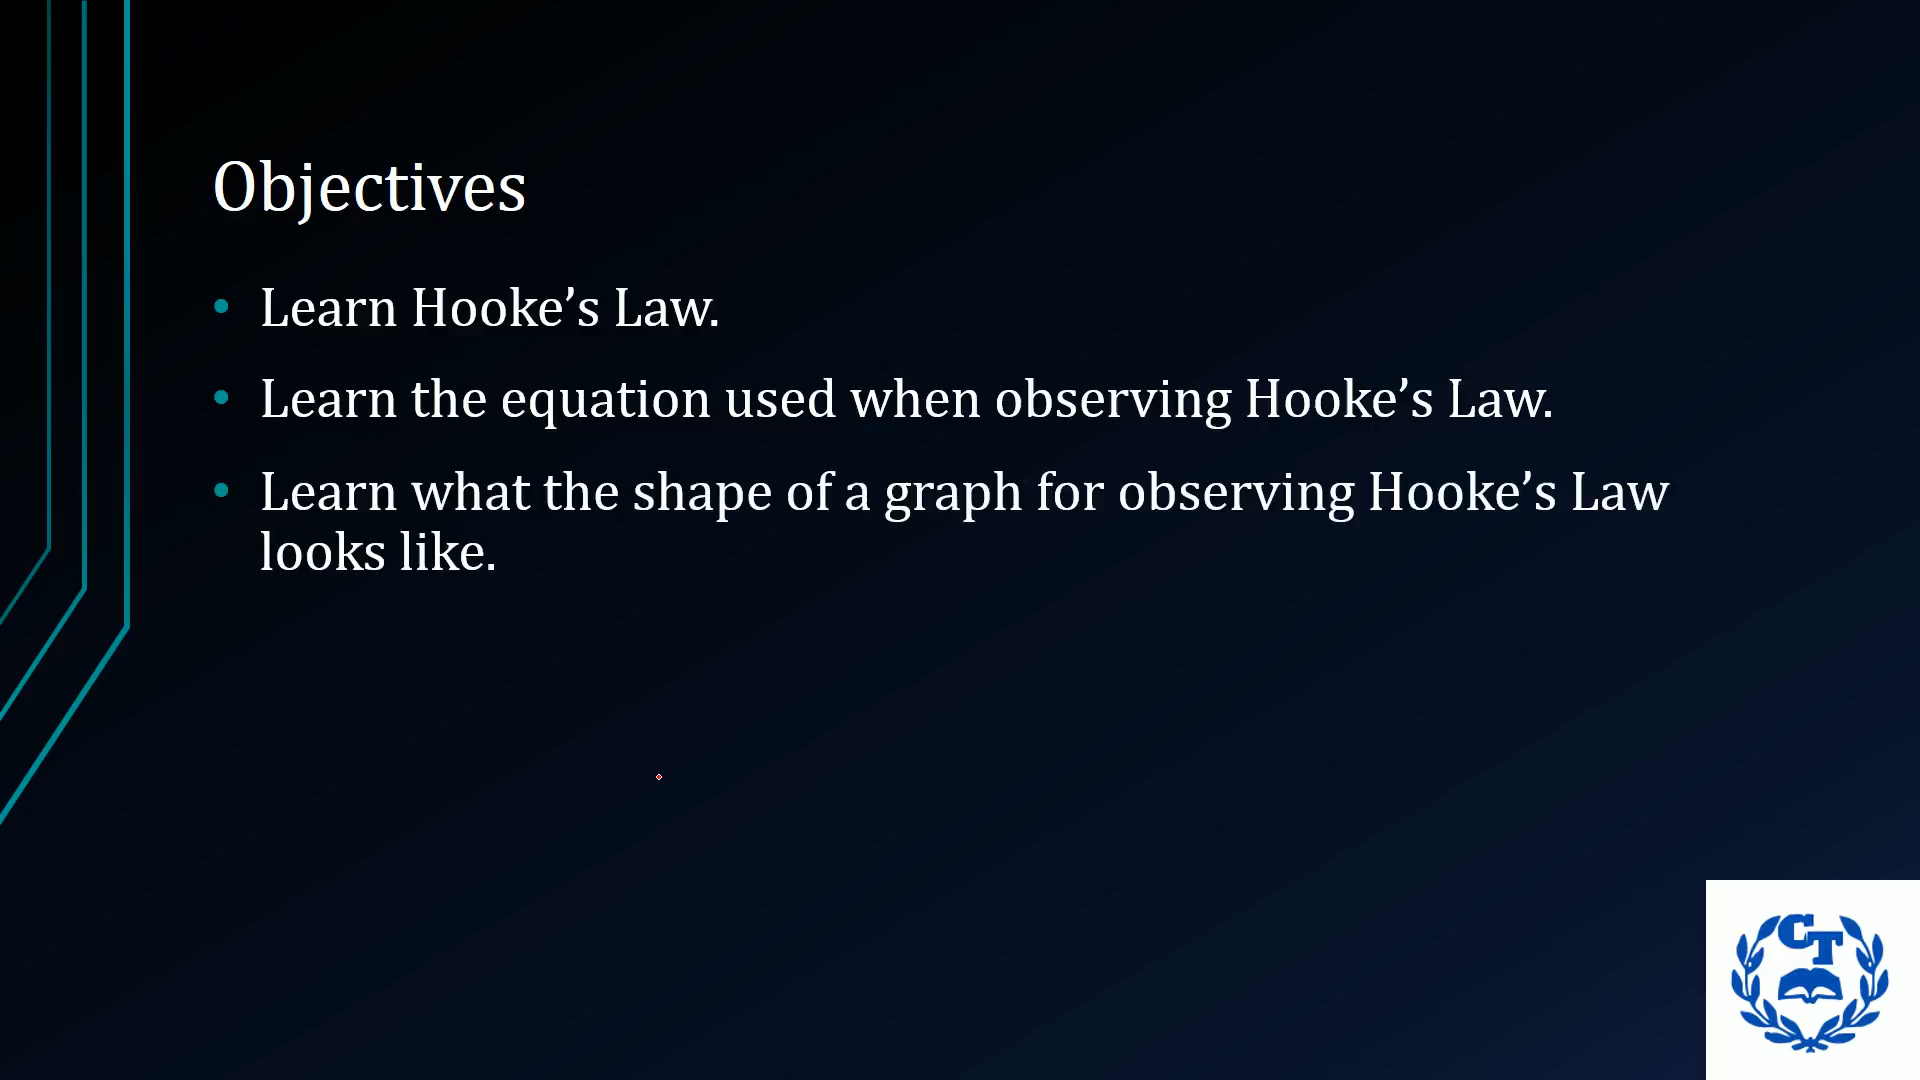 Objectives
• Learn Hooke’s Law.
• Learn the equation used when observing Hooke’s Law.
• Learn what the shape of a graph for observing Hooke’s Law
looks like.
CT